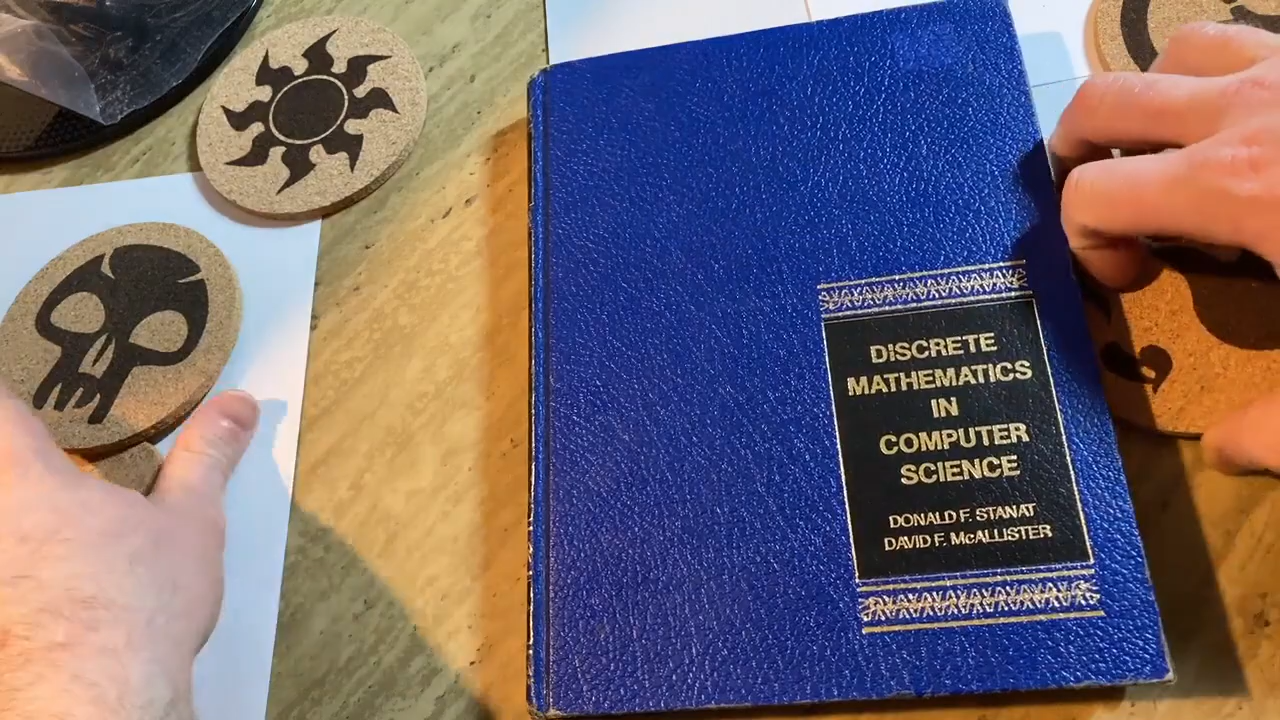 DISCRETE
MATHEMATICS
IN
COMPUTER
SCIENCE
DONALD F. STANAT
DAVID F. McALLISTER